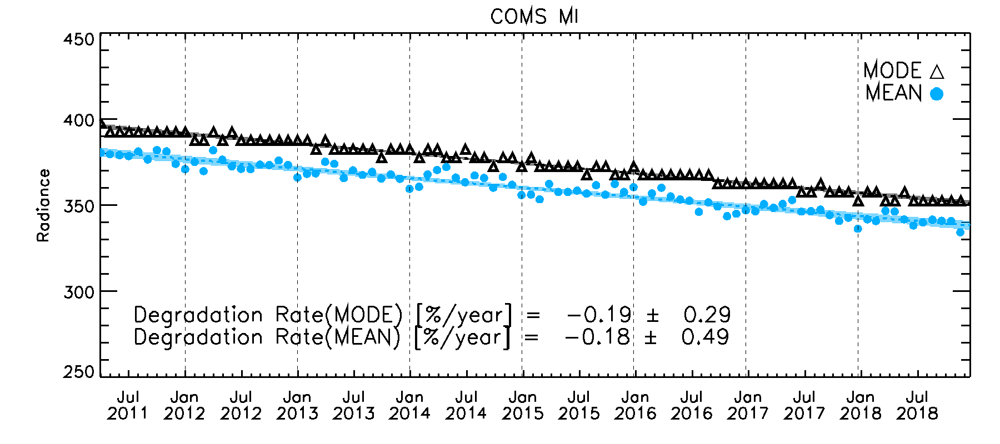 COMS MI
450
400
350
300
250
Radiance
MODE
MEAN
Degradation Rate(MODE) [%/year] = -0.19 ± 0.29
Degradation Rate(MEAN) [%/year] = -0.18 ± 0.49
Jul Jan Jul Jan Jul Jan Jul Jan Jul Jan Jul Jan Jul Jan Jul
2011 2012 2012 2013 2013 2014 2014 2015 2015 2016 2016 2017 2017 2018 2018